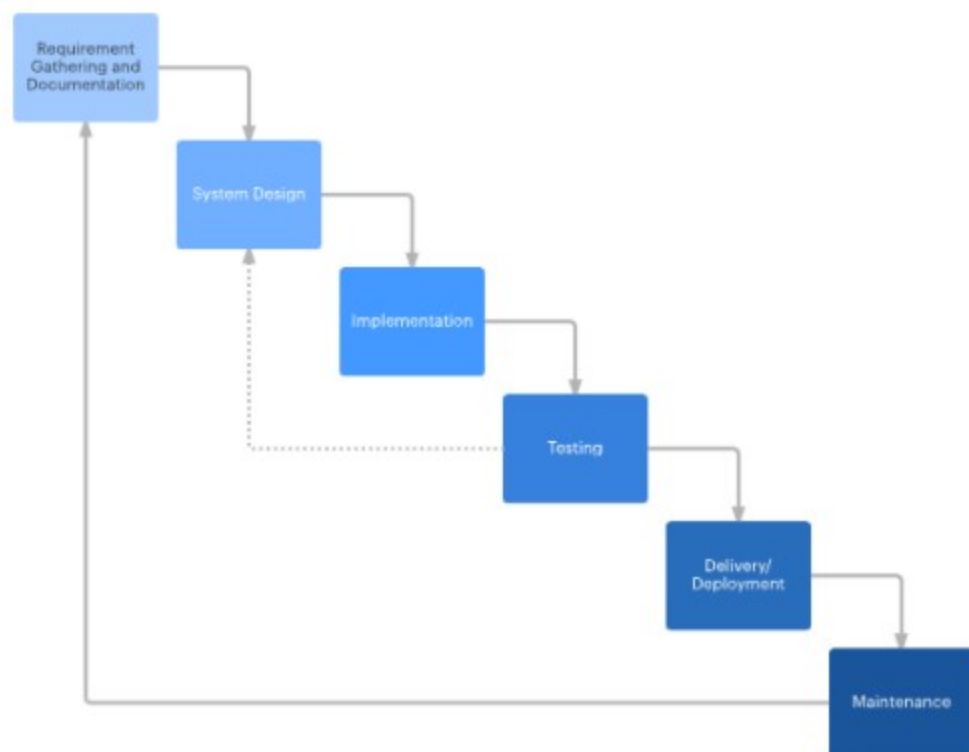 Requirement
Gathering and
Documentation
System Design
Implementation
Testing
Delivery/
Deployment
Maintenance